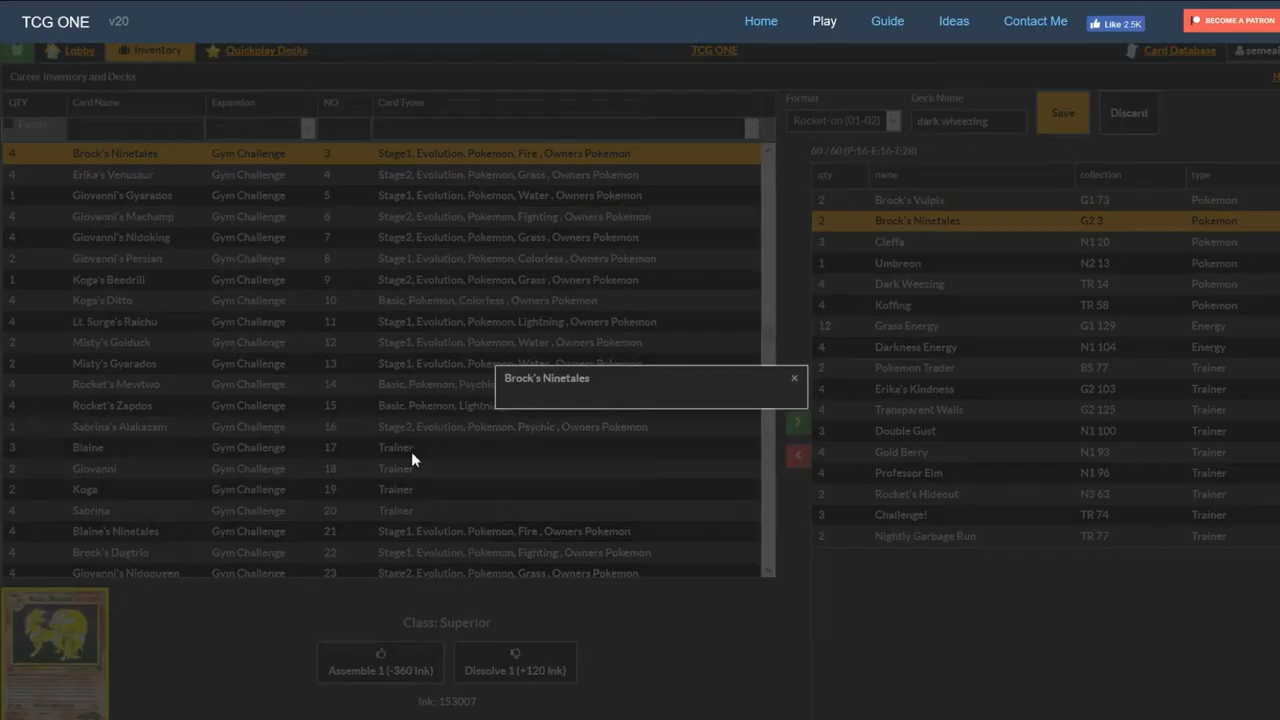 TCG ONE v20 Home Play Guide Ideas Contact Me Like 2.5K BECOME A PATRON
Lobby Inventory Quickplay Decks TCG ONE Card Database semeal
Career Inventory and Decks
QTY Card Name Expansion NO Card Types
4 Brock's Ninetales Gym Challenge 3 Stage1, Evolution, Pokemon, Fire , Owners Pokemon
4 Erika's Venusaur Gym Challenge 4 Stage2, Evolution, Pokemon, Grass , Owners Pokemon
1 Giovanni's Gyarados Gym Challenge 5 Stage1, Evolution, Pokemon, Water , Owners Pokemon
4 Giovanni's Machamp Gym Challenge 6 Stage2, Evolution, Pokemon, Fighting , Owners Pokemon
4 Giovanni's Nidoking Gym Challenge 7 Stage2, Evolution, Pokemon, Grass , Owners Pokemon
2 Giovanni's Persian Gym Challenge 8 Stage1, Evolution, Pokemon, Colorless , Owners Pokemon
1 Koga's Beedrill Gym Challenge 9 Stage2, Evolution, Pokemon, Grass , Owners Pokemon
4 Koga's Ditto Gym Challenge 10 Basic, Pokemon, Colorless , Owners Pokemon
4 Lt. Surge's Raichu Gym Challenge 11 Stage1, Evolution, Pokemon, Lightning , Owners Pokemon
2 Misty's Golduck Gym Challenge 12 Stage1, Evolution, Pokemon, Water , Owners Pokemon
2 Misty's Gyarados Gym Challenge 13 Stage1, Evolution, Pokemon, Water , Owners Pokemon
4 Rocket's Mewtwo Gym Challenge 14 Basic, Pokemon, Psychic
4 Rocket's Zapdos Gym Challenge 15 Basic, Pokemon,
1 Sabrina's Alakazam Gym Challenge 16 Stage2, Evolution, Pokemon, Psychic , Owners Pokemon
3 Blaine Gym Challenge 17 Trainer
2 Giovanni Gym Challenge 18 Trainer
2 Koga Gym Challenge 19 Trainer
4 Sabrina Gym Challenge 20 Trainer
4 Blaine's Ninetales Gym Challenge 21 Stage1, Evolution, Pokemon, Fire , Owners Pokemon
4 Brock's Dugtrio Gym Challenge 22 Stage1, Evolution, Pokemon, Fighting , Owners Pokemon
4 Giovanni's Nidoqueen Gym Challenge 23 Stage2, Evolution, Pokemon, Grass , Owners Pokemon
Brock's Ninetales ×
Class: Superior
Assemble 1 (-360 Ink) Dissolve 1 (+120 Ink)
Ink: 153007
Format Deck Name
Rocket-on (01-02) dark wheezing Save Discard
60 / 60 (P:16-E:16-T:28)
qty name collection type
2 Brock's Vulpix G1 73 Pokemon
2 Brock's Ninetales G2 3 Pokemon
3 Cleffa N1 20 Pokemon
1 Umbreon N2 13 Pokemon
4 Dark Weezing TR 14 Pokemon
4 Koffing TR 58 Pokemon
12 Grass Energy G1 129 Energy
4 Darkness Energy N1 104 Energy
2 Pokemon Trader BS 77 Trainer
4 Erika's Kindness G2 103 Trainer
4 Transparent Walls G2 125 Trainer
3 Double Gust N1 100 Trainer
4 Gold Berry N1 93 Trainer
4 Professor Elm N1 96 Trainer
2 Rocket's Hideout N3 63 Trainer
3 Challenge! TR 74 Trainer
2 Nightly Garbage Run TR 77 Trainer